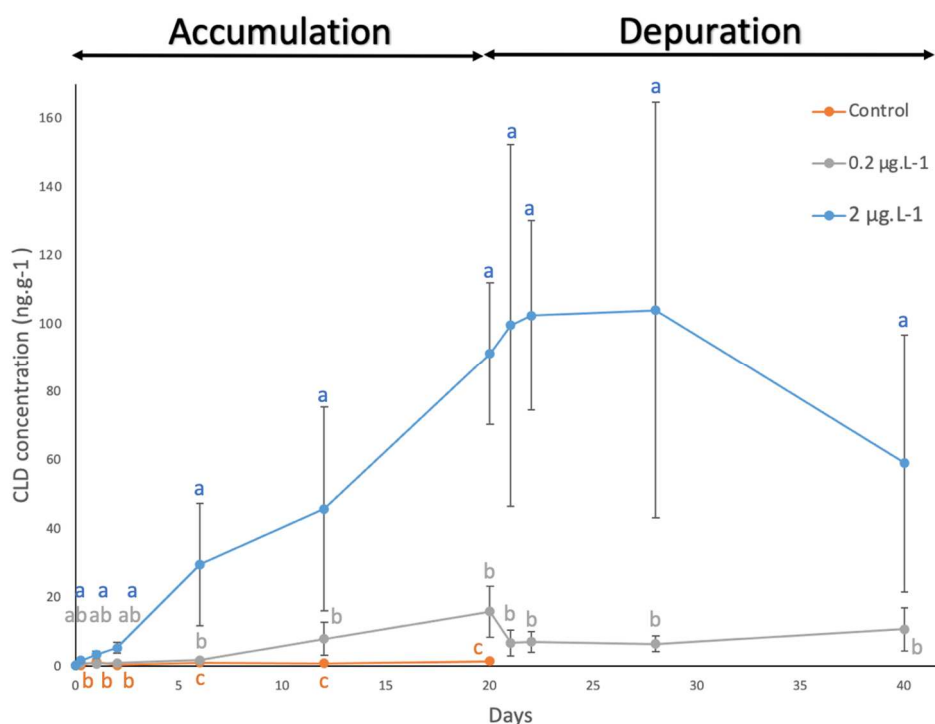 Accumulation Depuration
a
a
160
Control
140
a
0.2 µg.L-1
120
a
2 µg.L-1
a
100
a
80
CLD concentration (ng.g-1)
60
a
40
b
20
a a a
ab ab ab
b
b b
b
b
c
b
0
b b b c c
0 5 10 15 20 25 30 35 40
Days